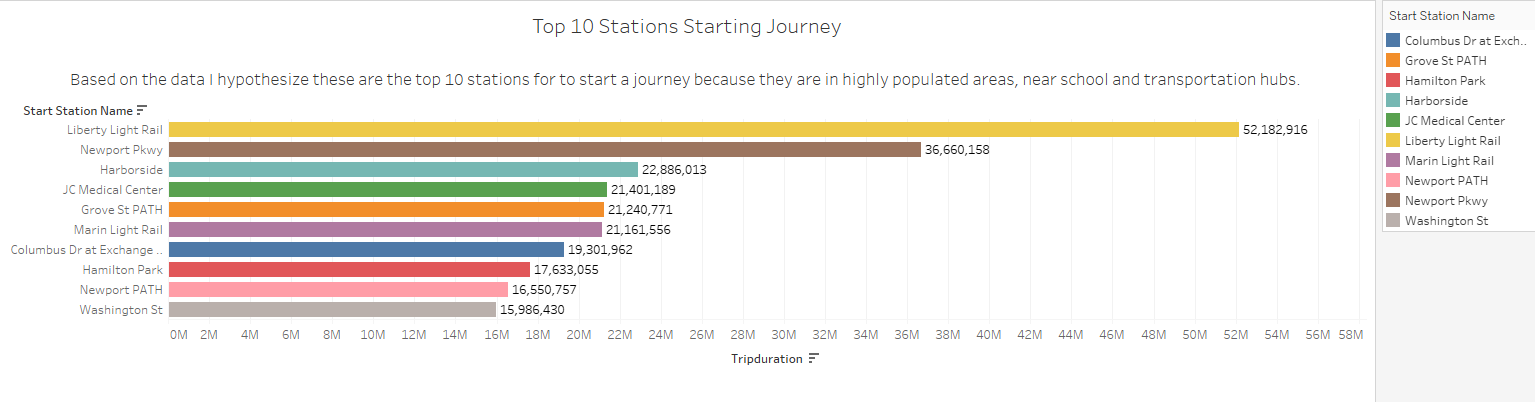 Top 10 Stations Starting Journey
Based on the data I hypothesize these are the top 10 stations for to start a journey because they are in highly populated areas, near school and transportation hubs.
Start Station Name
Liberty Light Rail 52,182,916
Newport Pkwy 36,660,158
Harborside 22,886,013
JC Medical Center 21,401,189
Grove St PATH 21,240,771
Marin Light Rail 21,161,556
Columbus Dr at Exchange .. 19,301,962
Hamilton Park 17,633,055
Newport PATH 16,550,757
Washington St 15,986,430
0M 2M 4M 6M 8M 10M 12M 14M 16M 18M 20M 22M 24M 26M 28M 30M 32M 34M 36M 38M 40M 42M 44M 46M 48M 50M 52M 54M 56M 58M
Tripduration
Start Station Name
Columbus Dr at Exch..
Grove St PATH
Hamilton Park
Harborside
JC Medical Center
Liberty Light Rail
Marin Light Rail
Newport PATH
Newport Pkwy
Washington St